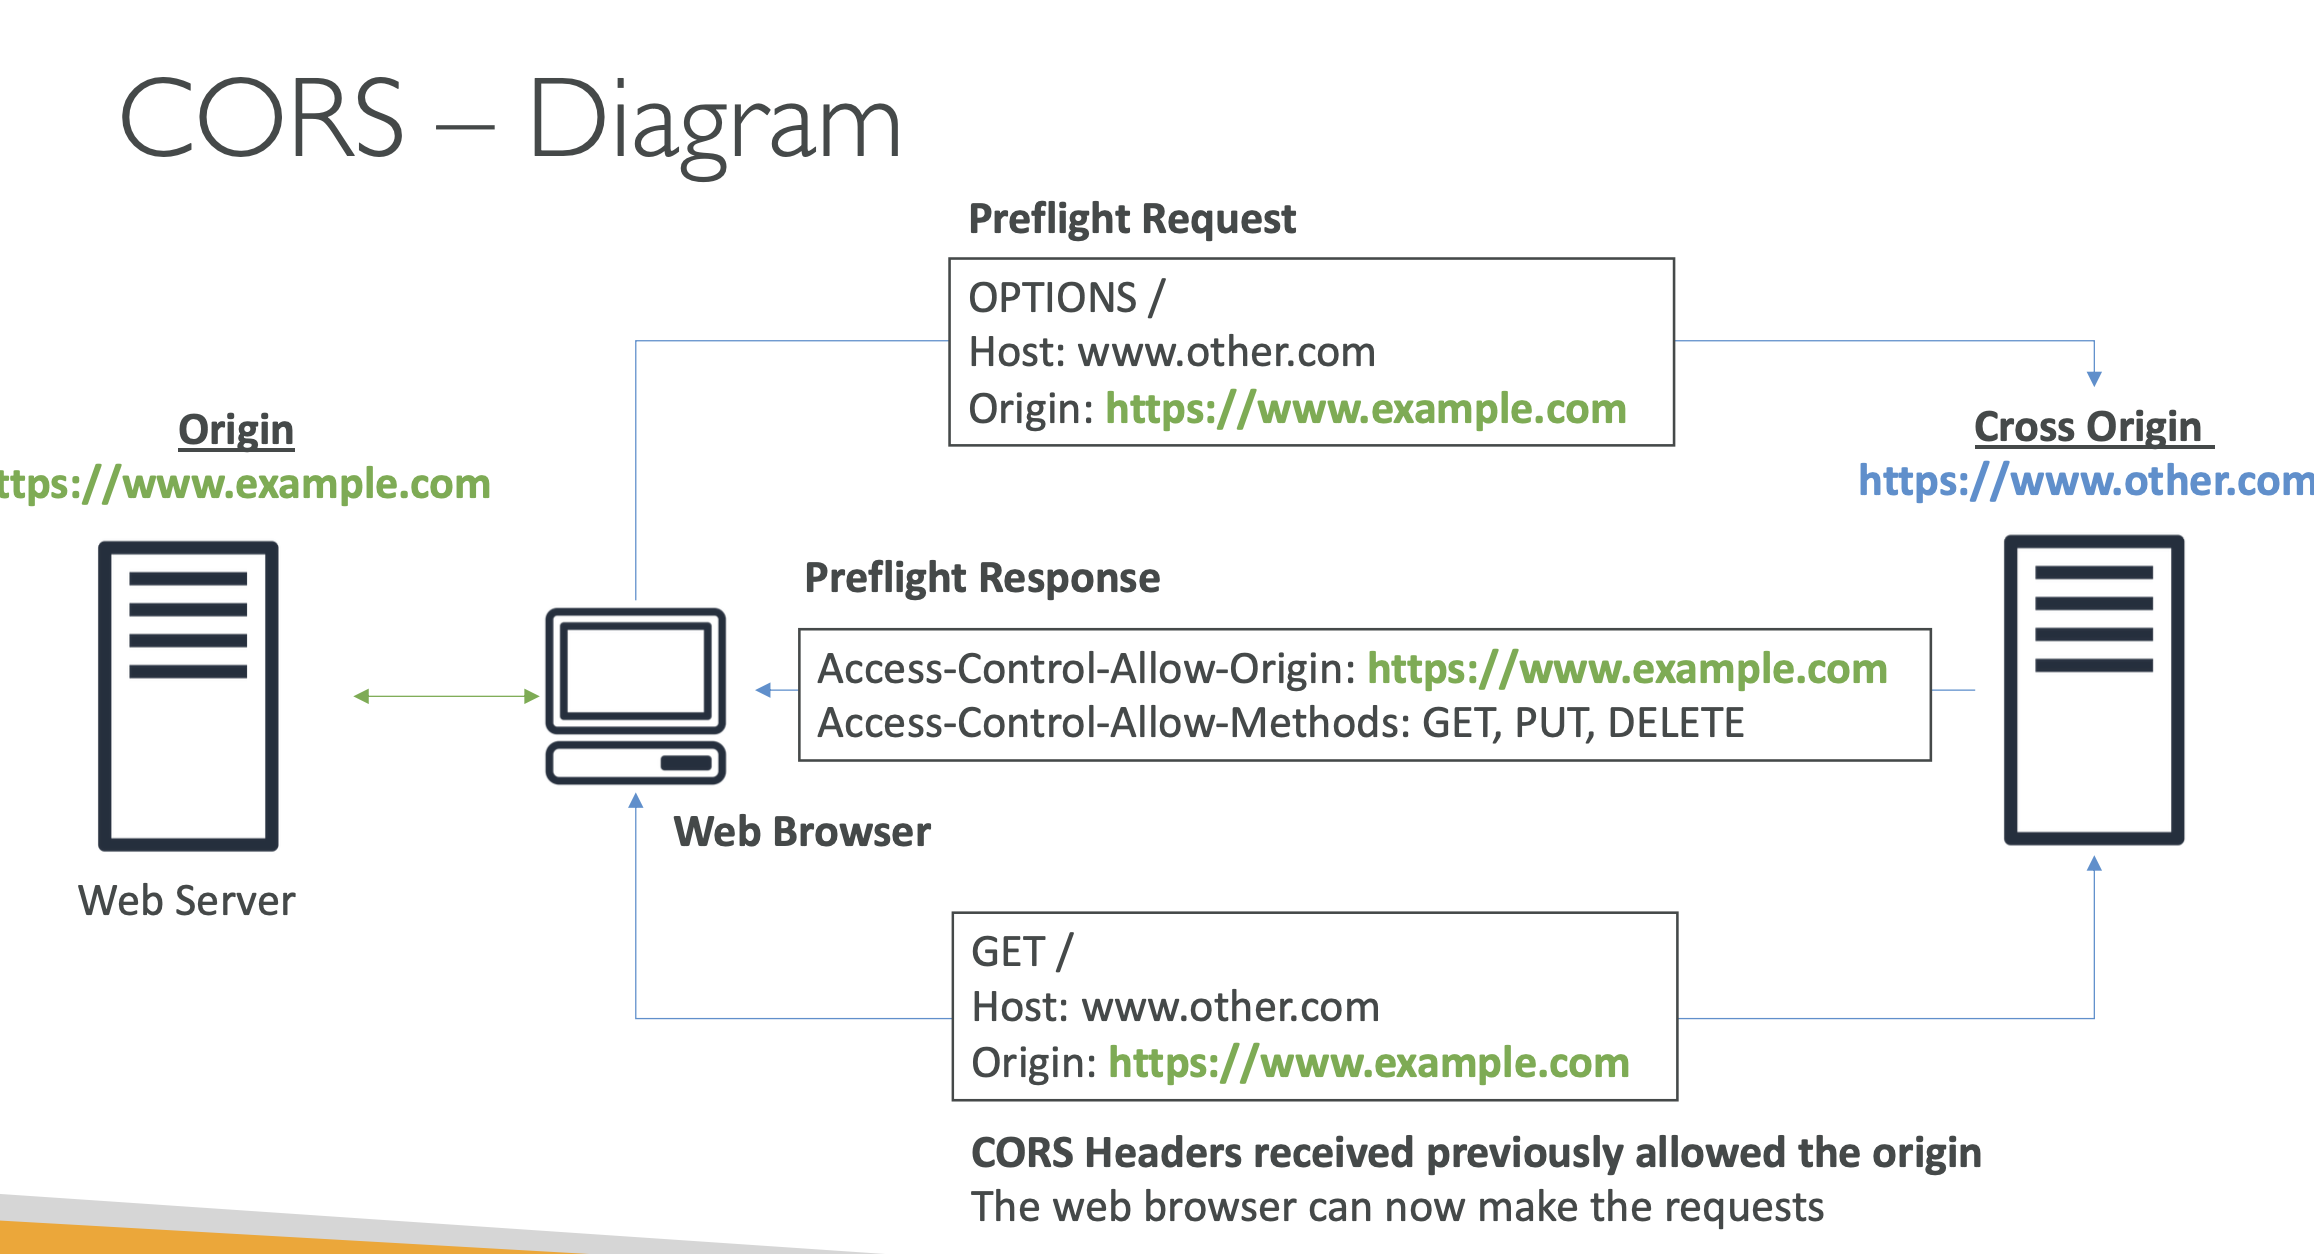 CORS – Diagram
Preflight Request
OPTIONS /
Host: www.other.com
Origin: https://www.example.com
Origin
ttps://www.example.com
Cross Origin
https://www.other.com
Preflight Response
Access-Control-Allow-Origin: https://www.example.com
Access-Control-Allow-Methods: GET, PUT, DELETE
Web Browser
Web Server
GET /
Host: www.other.com
Origin: https://www.example.com
CORS Headers received previously allowed the origin
The web browser can now make the requests